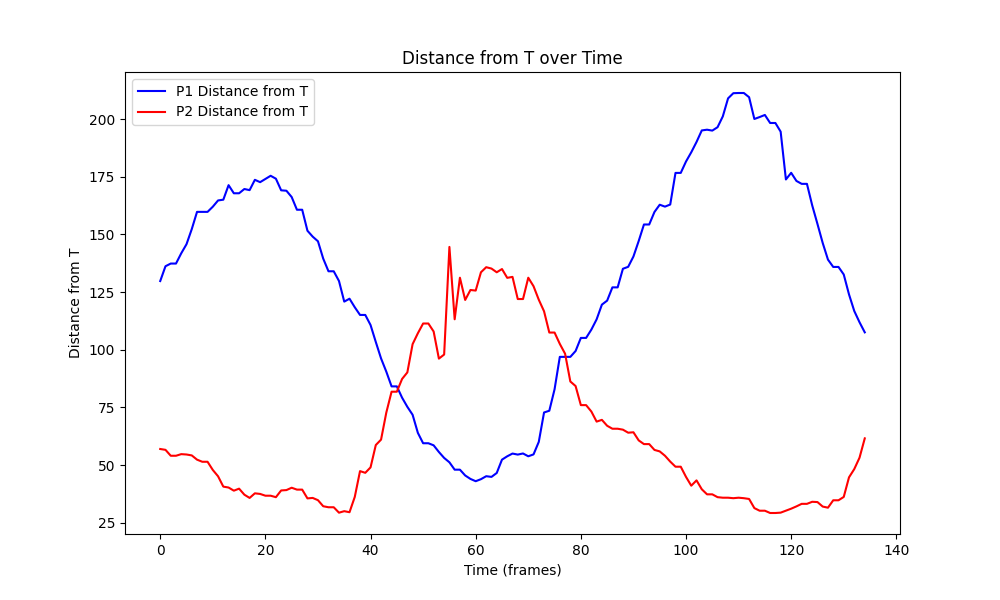 Distance from T over Time
P1 Distance from T
P2 Distance from T
Distance from T
200
175
150
125
100
75
50
25
0 20 40 60 80 100 120 140
Time (frames)